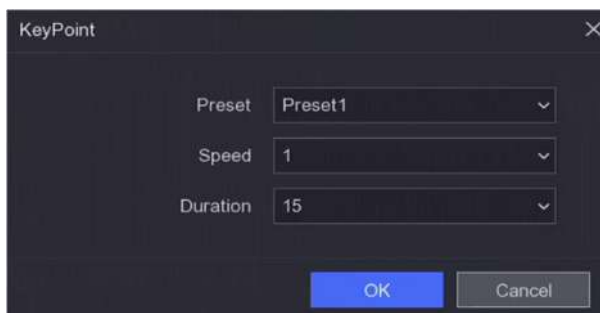 KeyPoint
Preset Preset1
Speed 1
Duration 15
OK Cancel